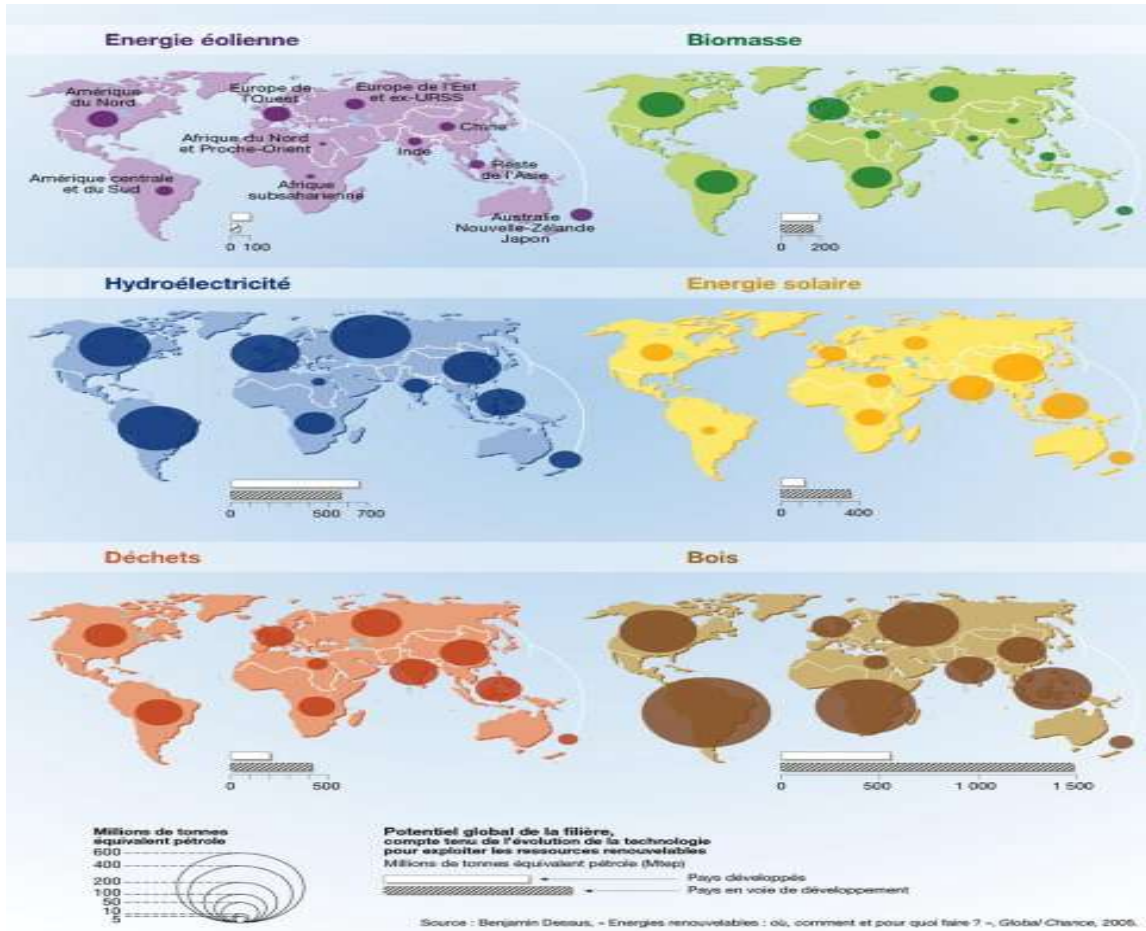 Energie éolienne
Biomasse
Amérique
du Nord
Europe de
l'Ouest
Europe de l'Est
et ex-URSS
Afrique du Nord
et Proche-Orient
Chine
Inde
Amérique centrale
et du Sud
Afrique
subsaharienne
Reste
de l'Asie
Australie
Nouvelle-Zélande
Japon
0 100
0 200
Hydroélectricité
Energie solaire
0 500 700
0 400
Déchets
Bois
0 500
0 500 1 000 1 500
Millions de tonnes
équivalent pétrole
600
400
200
100
50
10
5
Potentiel global de la filière,
compte tenu de l'évolution de la technologie
pour exploiter les ressources renouvelables
Millions de tonnes équivalent pétrole (Mtep)
Pays développés
Pays en voie de développement
Source : Benjamin Dessus, « Energies renouvelables : où, comment et pour quoi faire ? », Global Chance, 2005.